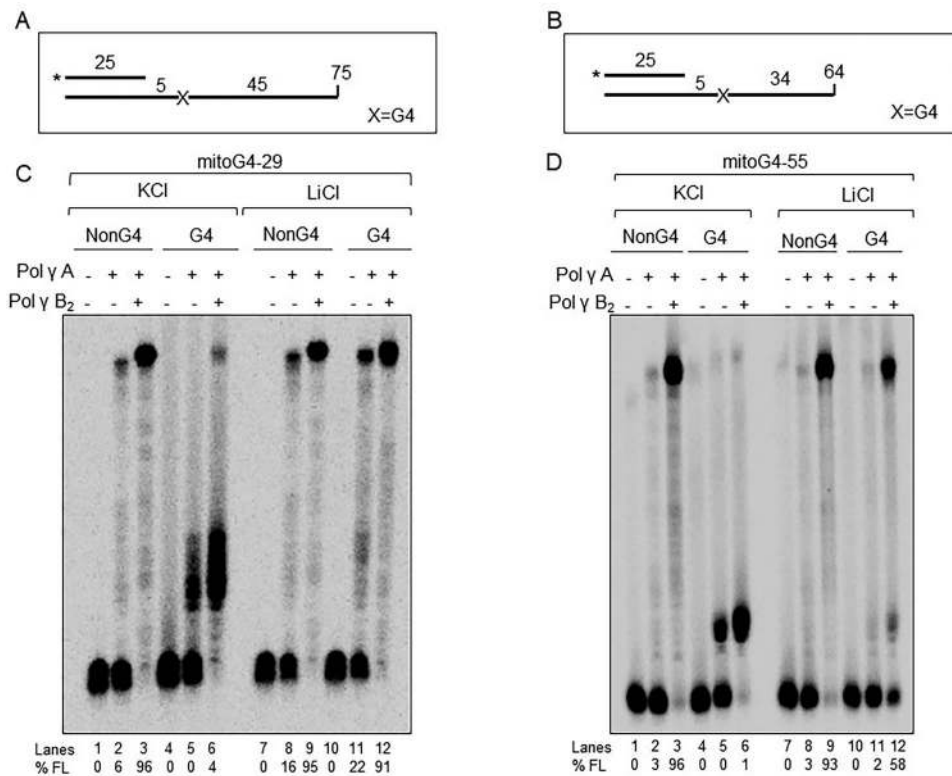 A
B
25
* 5 X 45 75
X=G4
25
* 5 X 34 64
X=G4
C
mitoG4-29
KCl LiCl
NonG4 G4 NonG4 G4
Pol γ A - + + - + + - + + - + +
Pol γ B2 - - + - - + - - + - - +
Lanes 1 2 3 4 5 6 7 8 9 10 11 12
% FL 0 6 96 0 0 4 0 16 95 0 22 91
D
mitoG4-55
KCl LiCl
NonG4 G4 NonG4 G4
Pol γ A - + + - + + - + + - + +
Pol γ B2 - - + - - + - - + - - +
Lanes 1 2 3 4 5 6 7 8 9 10 11 12
% FL 0 3 96 0 0 1 0 3 93 0 2 58